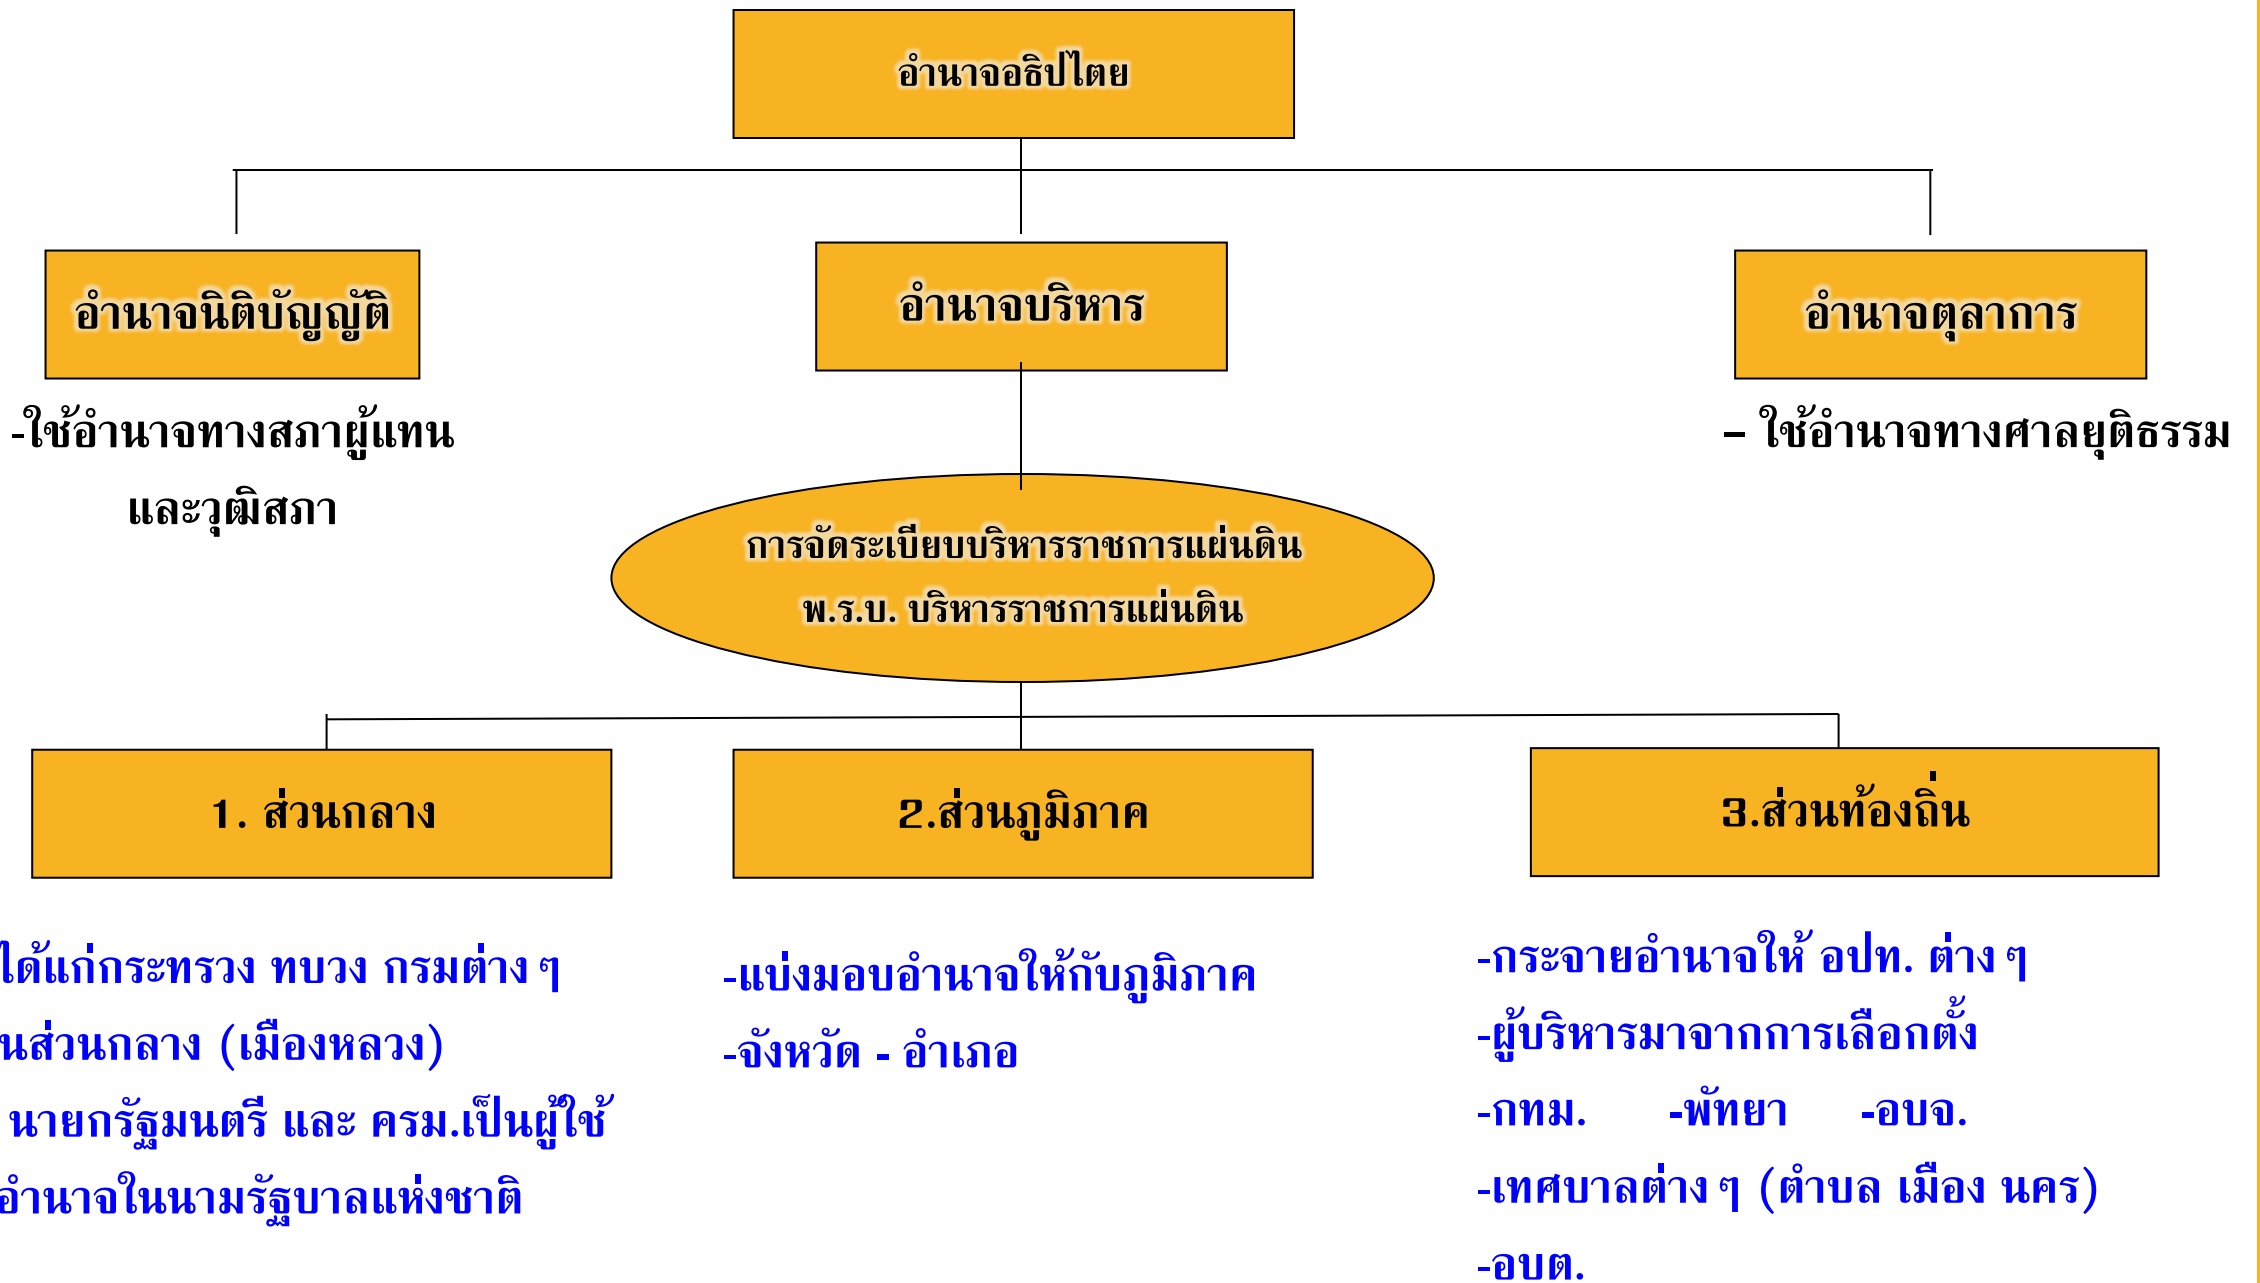 อำนาจอธิปไตย
อำนาจนิติบัญญัติ
-ใช้อำนาจทางสภาผู้แทน
และวุฒิสภา
อำนาจบริหาร
อำนาจตุลาการ
– ใช้อำนาจทางศาลยุติธรรม
การจัดระเบียบบริหารราชการแผ่นดิน
พ.ร.บ. บริหารราชการแผ่นดิน
1. ส่วนกลาง
ได้แก่กระทรวง ทบวง กรมต่าง ๆ
นส่วนกลาง (เมืองหลวง)
นายกรัฐมนตรี และ ครม.เป็นผู้ใช้
อำนาจในนามรัฐบาลแห่งชาติ
2.ส่วนภูมิภาค
-แบ่งมอบอำนาจให้กับภูมิภาค
-จังหวัด - อำเภอ
3.ส่วนท้องถิ่น
-กระจายอำนาจให้ อปท. ต่าง ๆ
-ผู้บริหารมาจากการเลือกตั้ง
-กทม. -พัทยา -อบจ.
-เทศบาลต่าง ๆ (ตำบล เมือง นคร)
-อบต.